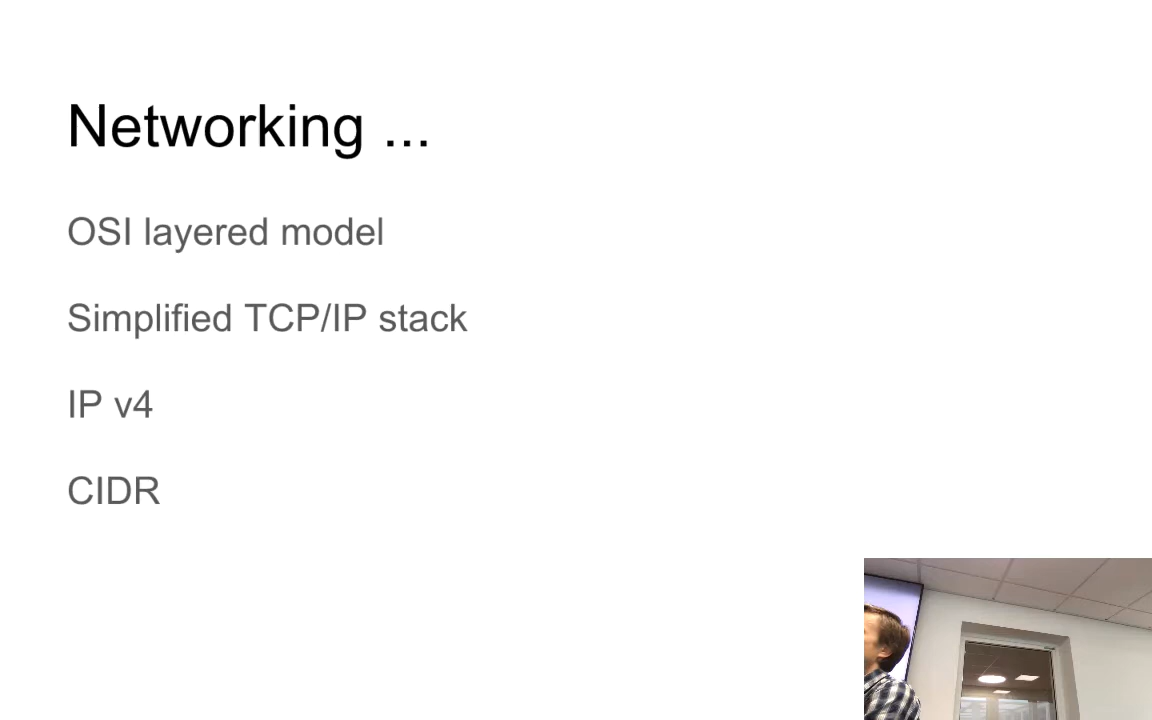 Networking ...
OSI layered model
Simplified TCP/IP stack
IP v4
CIDR